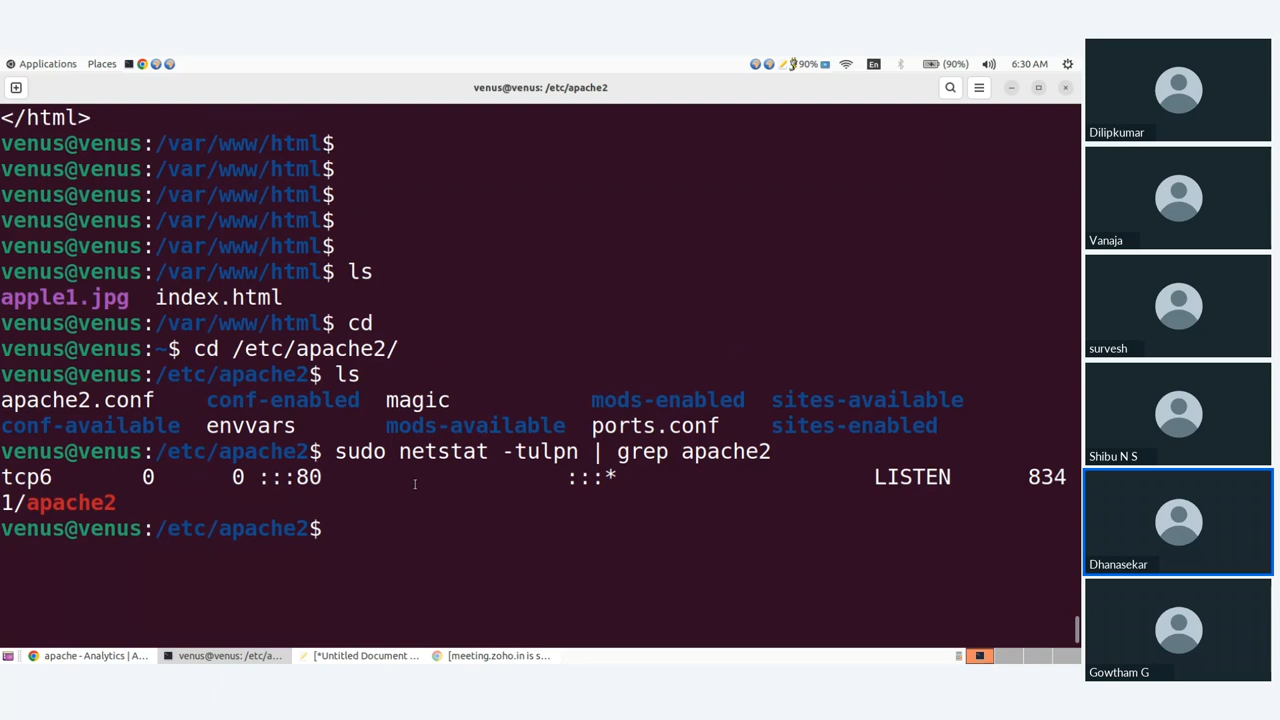 Applications Places 90% En (90%) 6:30 AM
venus@venus: /etc/apache2
</html>
venus@venus:/var/www/html$
venus@venus:/var/www/html$
venus@venus:/var/www/html$
venus@venus:/var/www/html$
venus@venus:/var/www/html$
venus@venus:/var/www/html$ ls
apple1.jpg index.html
venus@venus:/var/www/html$ cd
venus@venus:~$ cd /etc/apache2/
venus@venus:/etc/apache2$ ls
apache2.conf conf-enabled magic mods-enabled sites-available
conf-available envvars mods-available ports.conf sites-enabled
venus@venus:/etc/apache2$ sudo netstat -tulpn | grep apache2
tcp6 0 0 :::80 :::* LISTEN 834
1/apache2
venus@venus:/etc/apache2$
apache - Analytics | A... venus@venus: /etc/a... [*Untitled Document ... [meeting.zoho.in is s...
Dilipkumar
Vanaja
survesh
Shibu N S
Dhanasekar
Gowtham G